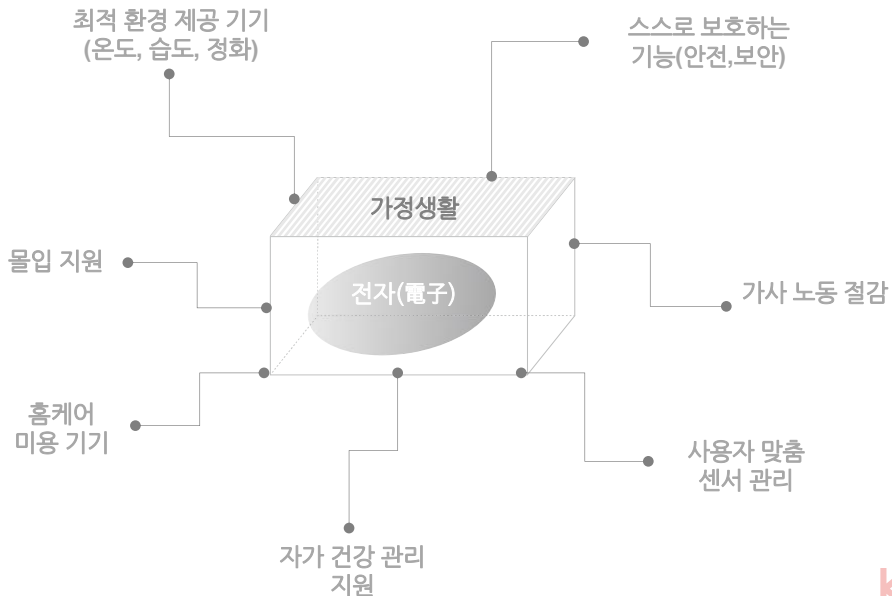 최적 환경 제공 기기
(온도, 습도, 정화)
스스로 보호하는
기능(안전,보안)
가정생활
몰입 지원
전자(電子)
가사 노동 절감
홈케어
미용 기기
사용자 맞춤
센서 관리
자가 건강 관리
지원